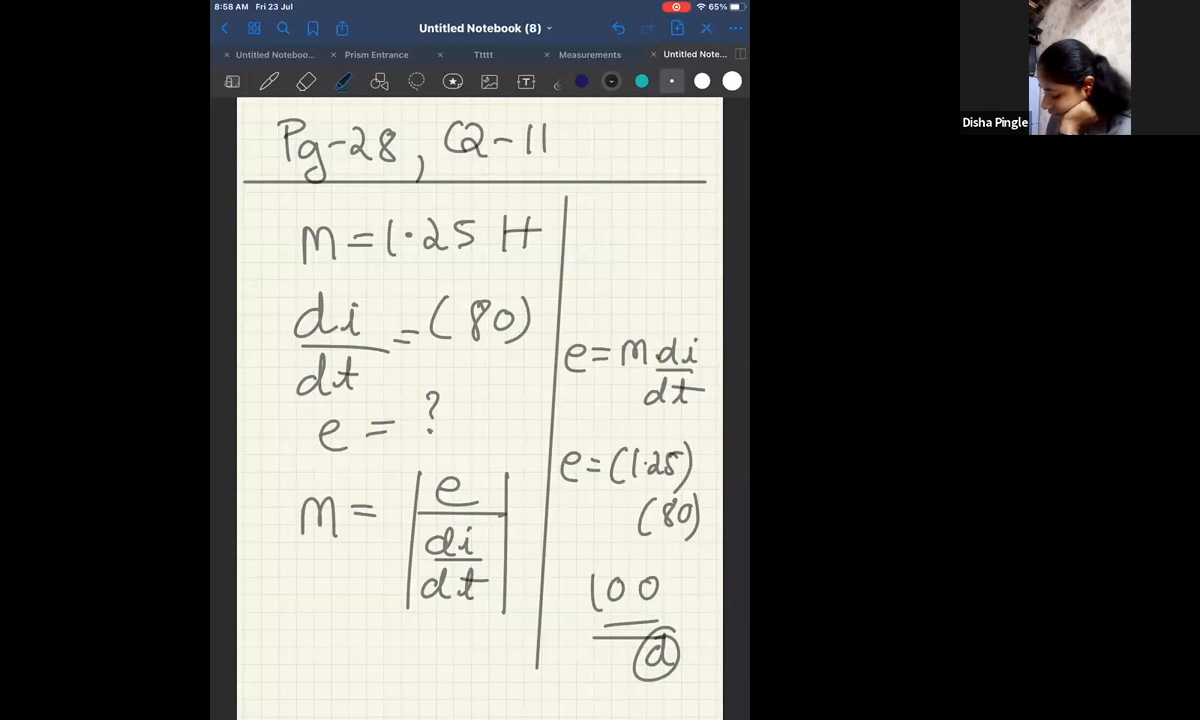 8:58 AM Fri 23 Jul
65%
Untitled Notebook (8)
Untitled Noteboo...
Prism Entrance
Ttttt
Measurements
Untitled Note...
Disha Pingle
Pg-28, Q-11
m = 1.25 H
di/dt = (80)
e = ?
m = |e/(di/dt)|
e = m di/dt
e = (1.25)
(80)
100
d